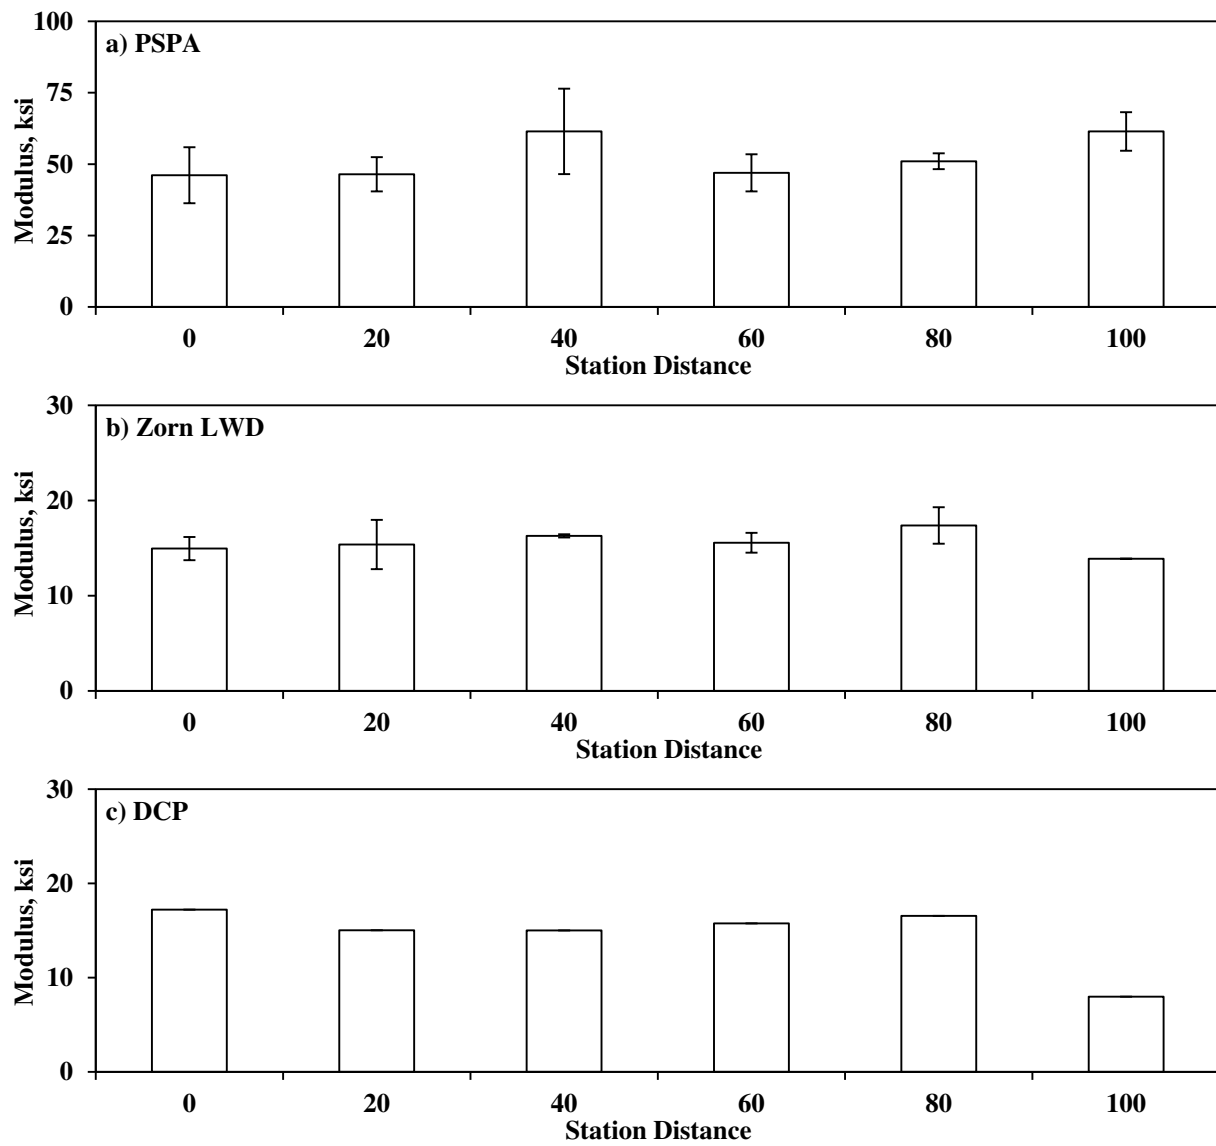 100
a) PSPA
75
Modulus, ksi
50
25
0
0 20 40 60 80 100
Station Distance
30
b) Zorn LWD
20
Modulus, ksi
10
0
0 20 40 60 80 100
Station Distance
30
c) DCP
20
Modulus, ksi
10
0
0 20 40 60 80 100
Station Distance